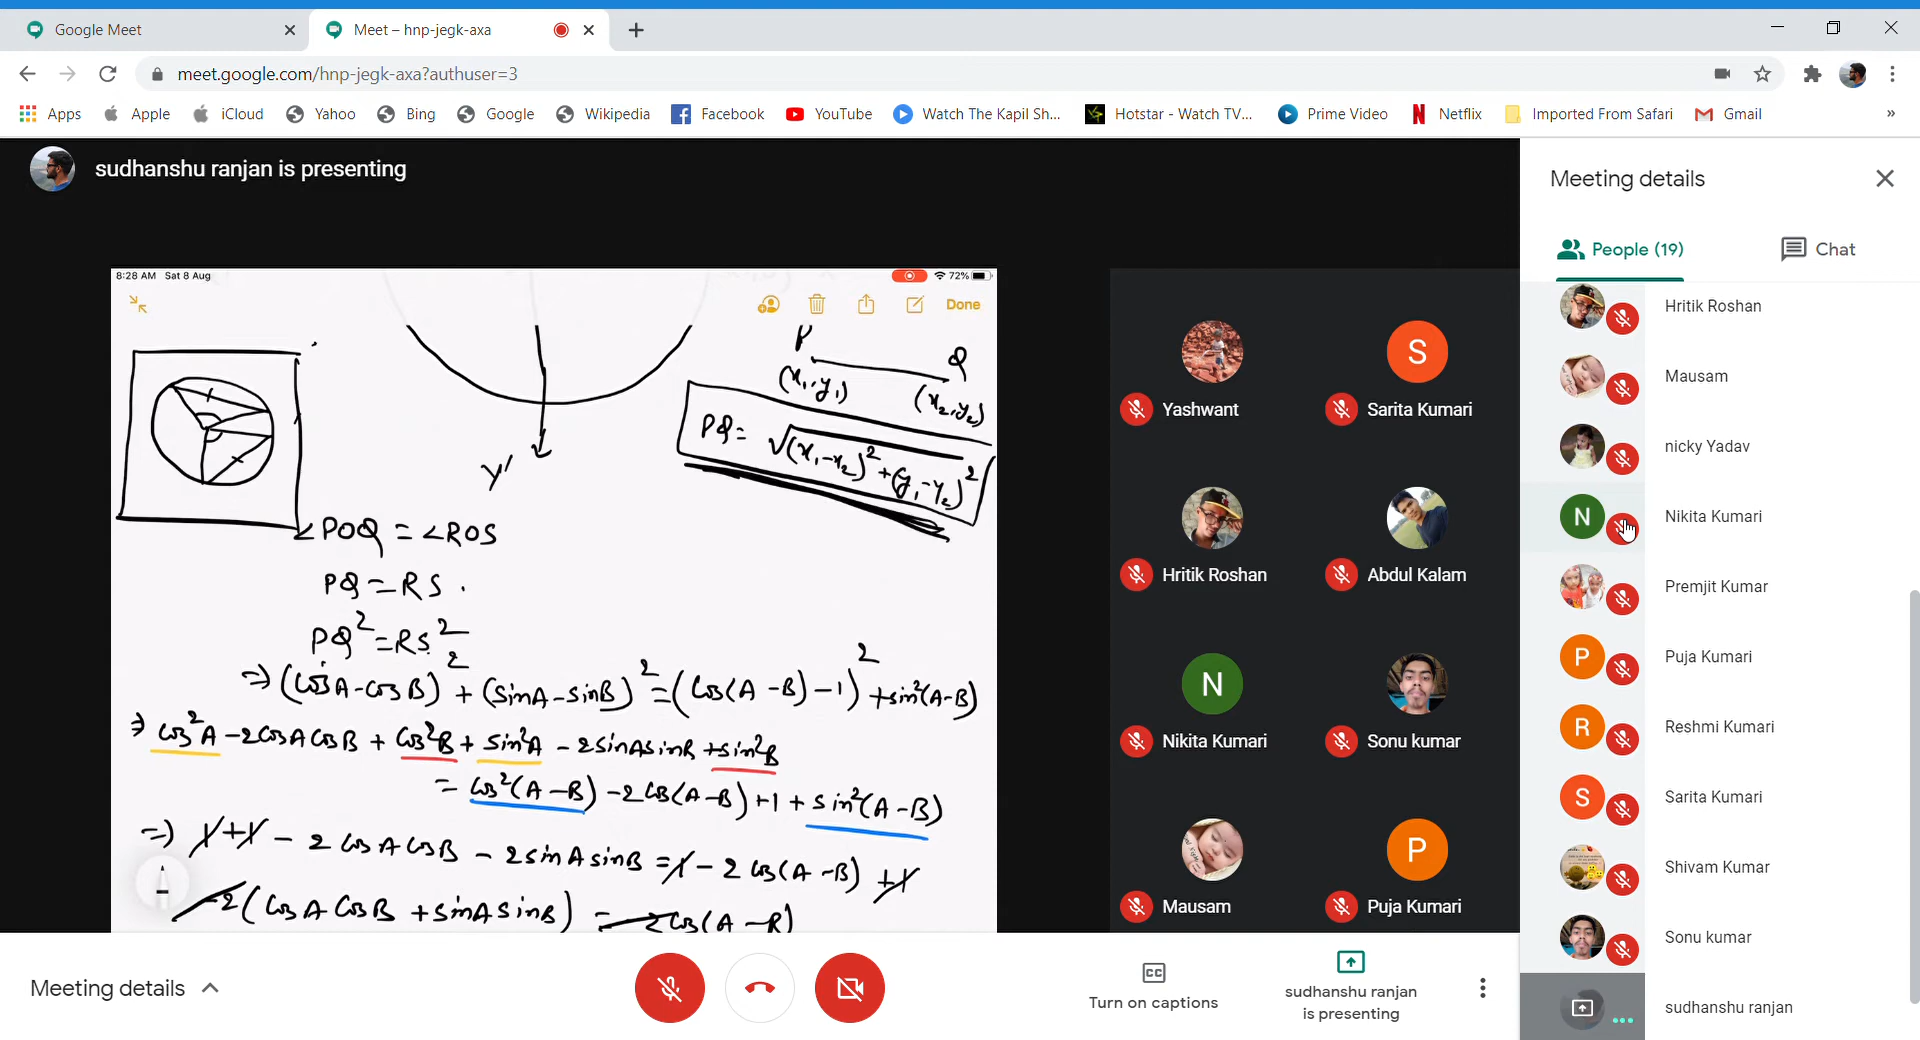 Google Meet
Meet – hnp-jegk-axa
meet.google.com/hnp-jegk-axa?authuser=3
Apps Apple iCloud Yahoo Bing Google Wikipedia Facebook YouTube Watch The Kapil Sh... Hotstar - Watch TV... Prime Video Netflix Imported From Safari Gmail »
sudhanshu ranjan is presenting
8:28 AM Sat 8 Aug 72%
Done
P Q
(x₁,y₁) (x₂,y₂)
PQ = √(x₁-x₂)²+(y₁-y₂)²
Y'
∠POQ = ∠ROS
PQ = RS.
PQ² = RS²
⇒ (cosA-cosB)² + (sinA-sinB)² = (cos(A-B)-1)² + sin²(A-B)
⇒ cos²A - 2cosA cosB + cos²B + sin²A - 2sinA sinB + sin²B
= cos²(A-B) - 2cos(A-B) + 1 + sin²(A-B)
⇒ 1+1 - 2cosA cosB - 2sinA sinB = 1 - 2cos(A-B) + 1
-2(cosA cosB + sinA sinB) = -2cos(A-B)
Yashwant
S
Sarita Kumari
Hritik Roshan
Abdul Kalam
N
Nikita Kumari
Sonu kumar
Mausam
P
Puja Kumari
Meeting details
People (19)
Chat
Hritik Roshan
Mausam
nicky Yadav
N Nikita Kumari
Premjit Kumar
P Puja Kumari
R Reshmi Kumari
S Sarita Kumari
Shivam Kumar
Sonu kumar
sudhanshu ranjan
Meeting details
CC
Turn on captions
sudhanshu ranjan
is presenting